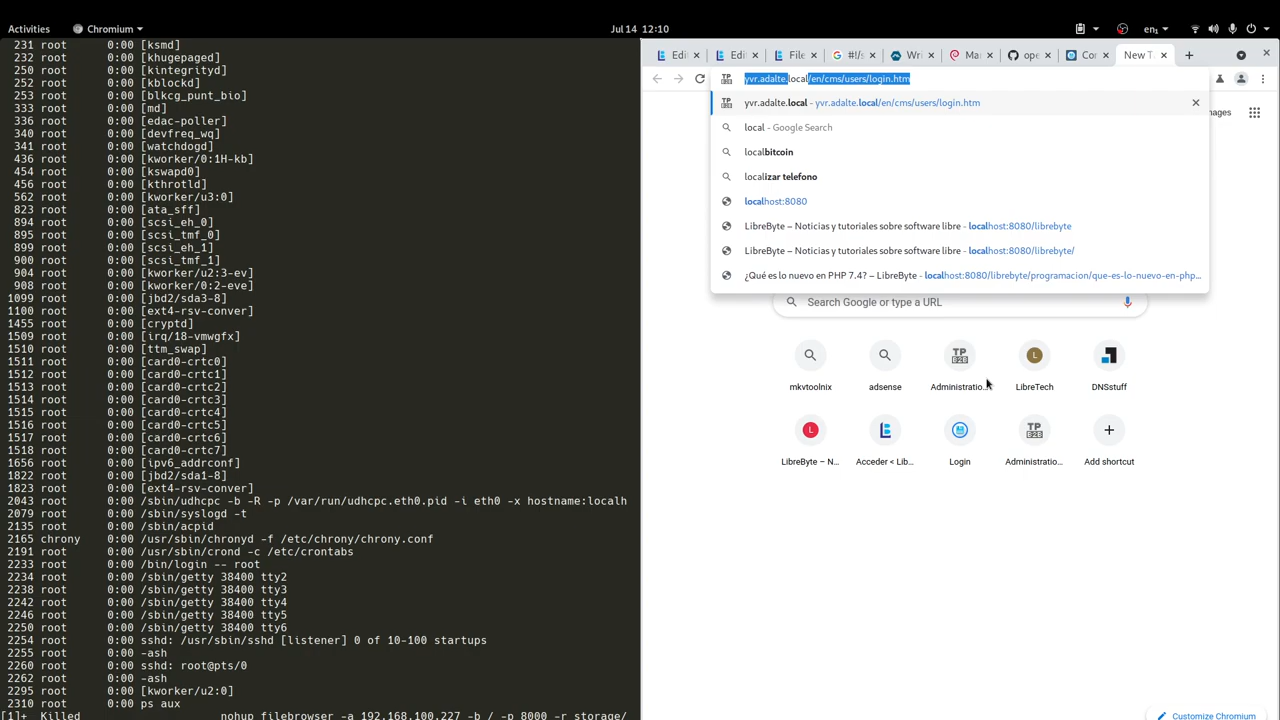 Activities
Chromium
Jul 14 12:10
en₁
231 root 0:00 [ksmd]
232 root 0:00 [khugepaged]
250 root 0:00 [kintegrityd]
252 root 0:00 [kblockd]
253 root 0:00 [blkcg_punt_bio]
333 root 0:00 [md]
336 root 0:00 [edac-poller]
340 root 0:00 [devfreq_wq]
341 root 0:00 [watchdogd]
436 root 0:00 [kworker/0:1H-kb]
454 root 0:00 [kswapd0]
456 root 0:00 [kthrotld]
562 root 0:00 [kworker/u3:0]
823 root 0:00 [ata_sff]
894 root 0:00 [scsi_eh_0]
895 root 0:00 [scsi_tmf_0]
899 root 0:00 [scsi_eh_1]
900 root 0:00 [scsi_tmf_1]
904 root 0:00 [kworker/u2:3-ev]
908 root 0:00 [kworker/0:2-eve]
1099 root 0:00 [jbd2/sda3-8]
1100 root 0:00 [ext4-rsv-conver]
1455 root 0:00 [cryptd]
1509 root 0:00 [irq/18-vmwgfx]
1510 root 0:00 [ttm_swap]
1511 root 0:00 [card0-crtc0]
1512 root 0:00 [card0-crtc1]
1513 root 0:00 [card0-crtc2]
1514 root 0:00 [card0-crtc3]
1515 root 0:00 [card0-crtc4]
1516 root 0:00 [card0-crtc5]
1517 root 0:00 [card0-crtc6]
1518 root 0:00 [card0-crtc7]
1656 root 0:00 [ipv6_addrconf]
1822 root 0:00 [jbd2/sda1-8]
1823 root 0:00 [ext4-rsv-conver]
2043 root 0:00 /sbin/udhcpc -b -R -p /var/run/udhcpc.eth0.pid -i eth0 -x hostname:localh
2079 root 0:00 /sbin/syslogd -t
2135 root 0:00 /sbin/acpid
2165 chrony 0:00 /usr/sbin/chronyd -f /etc/chrony/chrony.conf
2191 root 0:00 /usr/sbin/crond -c /etc/crontabs
2233 root 0:00 /bin/login -- root
2234 root 0:00 /sbin/getty 38400 tty2
2238 root 0:00 /sbin/getty 38400 tty3
2242 root 0:00 /sbin/getty 38400 tty4
2246 root 0:00 /sbin/getty 38400 tty5
2250 root 0:00 /sbin/getty 38400 tty6
2254 root 0:00 sshd: /usr/sbin/sshd [listener] 0 of 10-100 startups
2255 root 0:00 -ash
2260 root 0:00 sshd: root@pts/0
2262 root 0:00 -ash
2295 root 0:00 [kworker/u2:0]
2310 root 0:00 ps aux
[1]+ Killed nohup filebrowser -a 192.168.100.227 -b / -p 8000 -r storage/
Edi
Edi
File
#!/s
Wri
Ma
ope
Co
New T
yvr.adalte.local/en/cms/users/login.htm
yvr.adalte.local - yvr.adalte.local/en/cms/users/login.htm
local - Google Search
localbitcoin
localizar telefono
localhost:8080
LibreByte – Noticias y tutoriales sobre software libre - localhost:8080/librebyte
LibreByte – Noticias y tutoriales sobre software libre - localhost:8080/librebyte/
¿Qué es lo nuevo en PHP 7.4? – LibreByte - localhost:8080/librebyte/programacion/que-es-lo-nuevo-en-php...
nages
Search Google or type a URL
TP B2B
L
mkvtoolnix
adsense
Administratio...
LibreTech
DNSstuff
L
TP B2B
LibreByte – N...
Acceder < Lib...
Login
Administratio...
Add shortcut
Customize Chromium